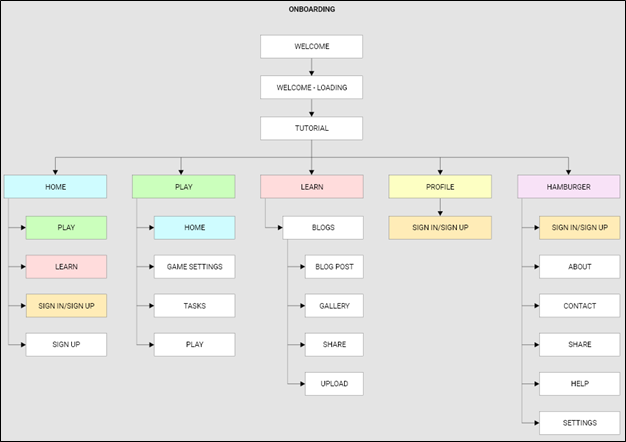 ONBOARDING
WELCOME
WELCOME - LOADING
TUTORIAL
HOME
PLAY
LEARN
PROFILE
HAMBURGER
PLAY
HOME
BLOGS
SIGN IN/SIGN UP
SIGN IN/SIGN UP
LEARN
GAME SETTINGS
BLOG POST
ABOUT
SIGN IN/SIGN UP
TASKS
GALLERY
CONTACT
SIGN UP
PLAY
SHARE
SHARE
UPLOAD
HELP
SETTINGS